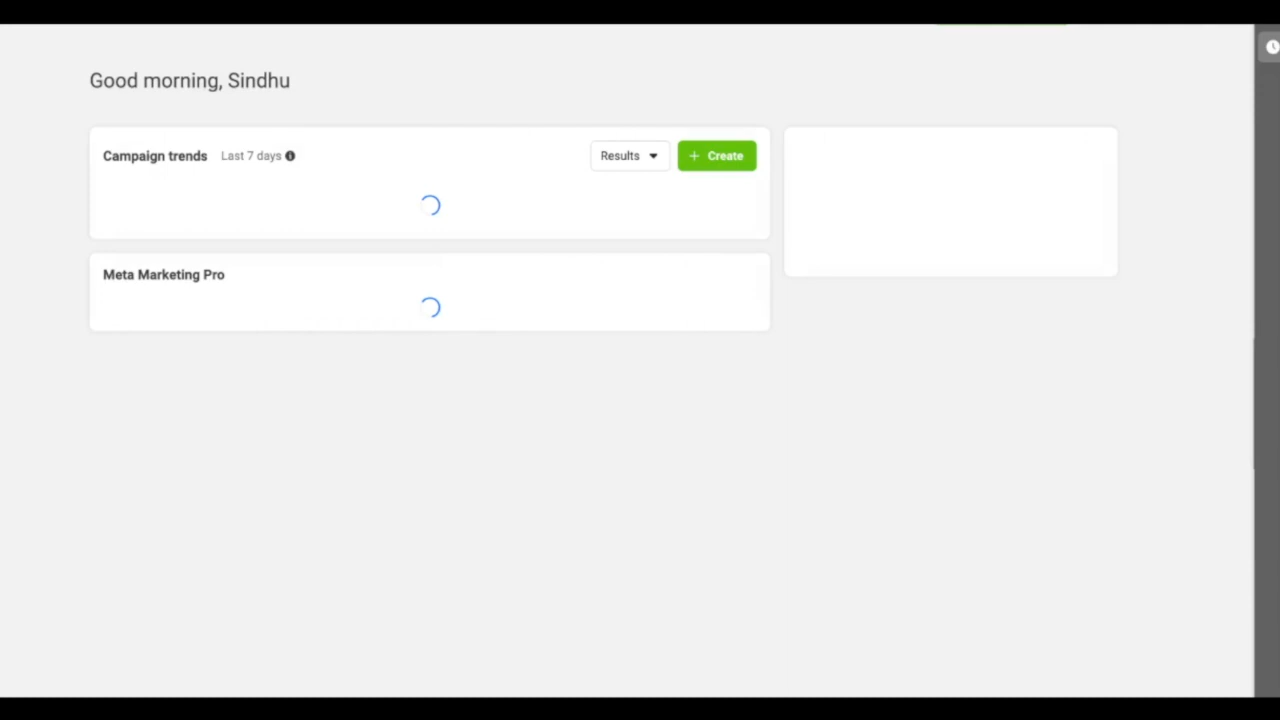 Good morning, Sindhu
Campaign trends Last 7 days
Results
Create
Meta Marketing Pro